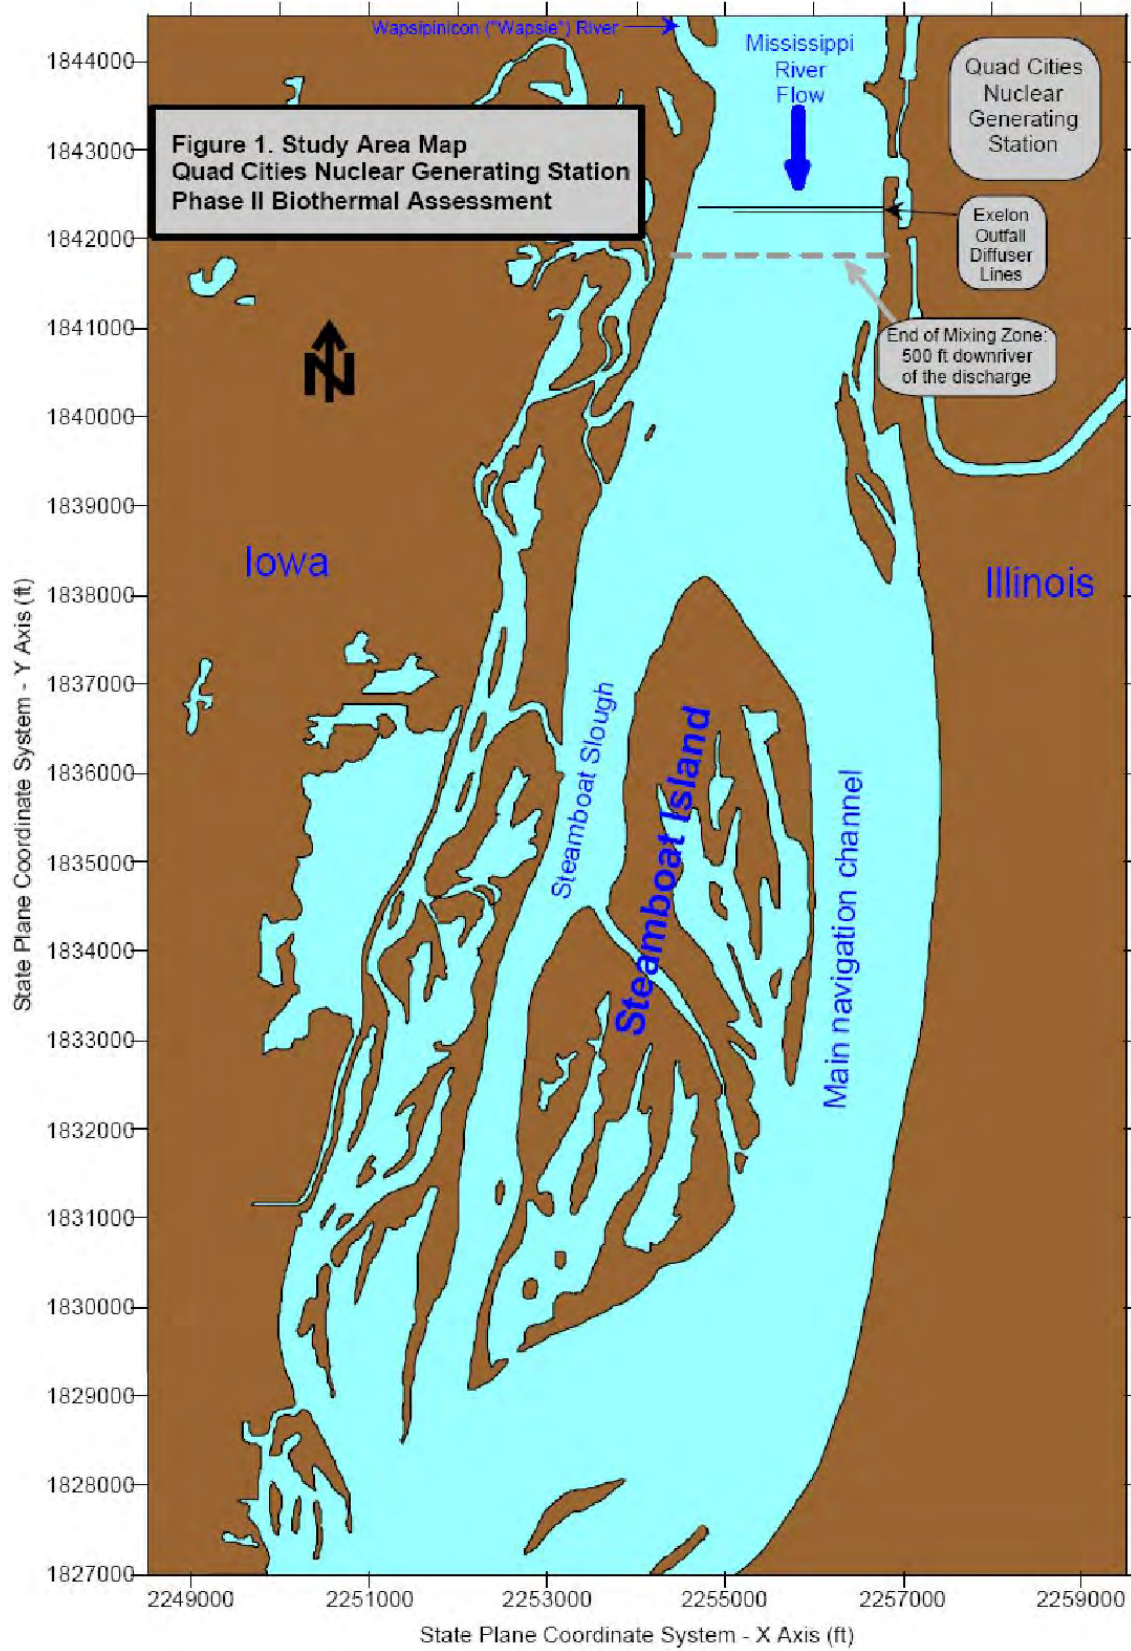 Wapsipinicon ("Wapsie") River
Mississippi
River
Flow
Quad Cities
Nuclear
Generating
Station
Figure 1. Study Area Map
Quad Cities Nuclear Generating Station
Phase II Biothermal Assessment
Exelon
Outfall
Diffuser
Lines
End of Mixing Zone:
500 ft downriver
of the discharge
N
Iowa
Illinois
Steamboat Slough
Steamboat Island
Main navigation channel
State Plane Coordinate System - Y Axis (ft)
1844000
1843000
1842000
1841000
1840000
1839000
1838000
1837000
1836000
1835000
1834000
1833000
1832000
1831000
1830000
1829000
1828000
1827000
2249000
2251000
2253000
2255000
2257000
2259000
State Plane Coordinate System - X Axis (ft)